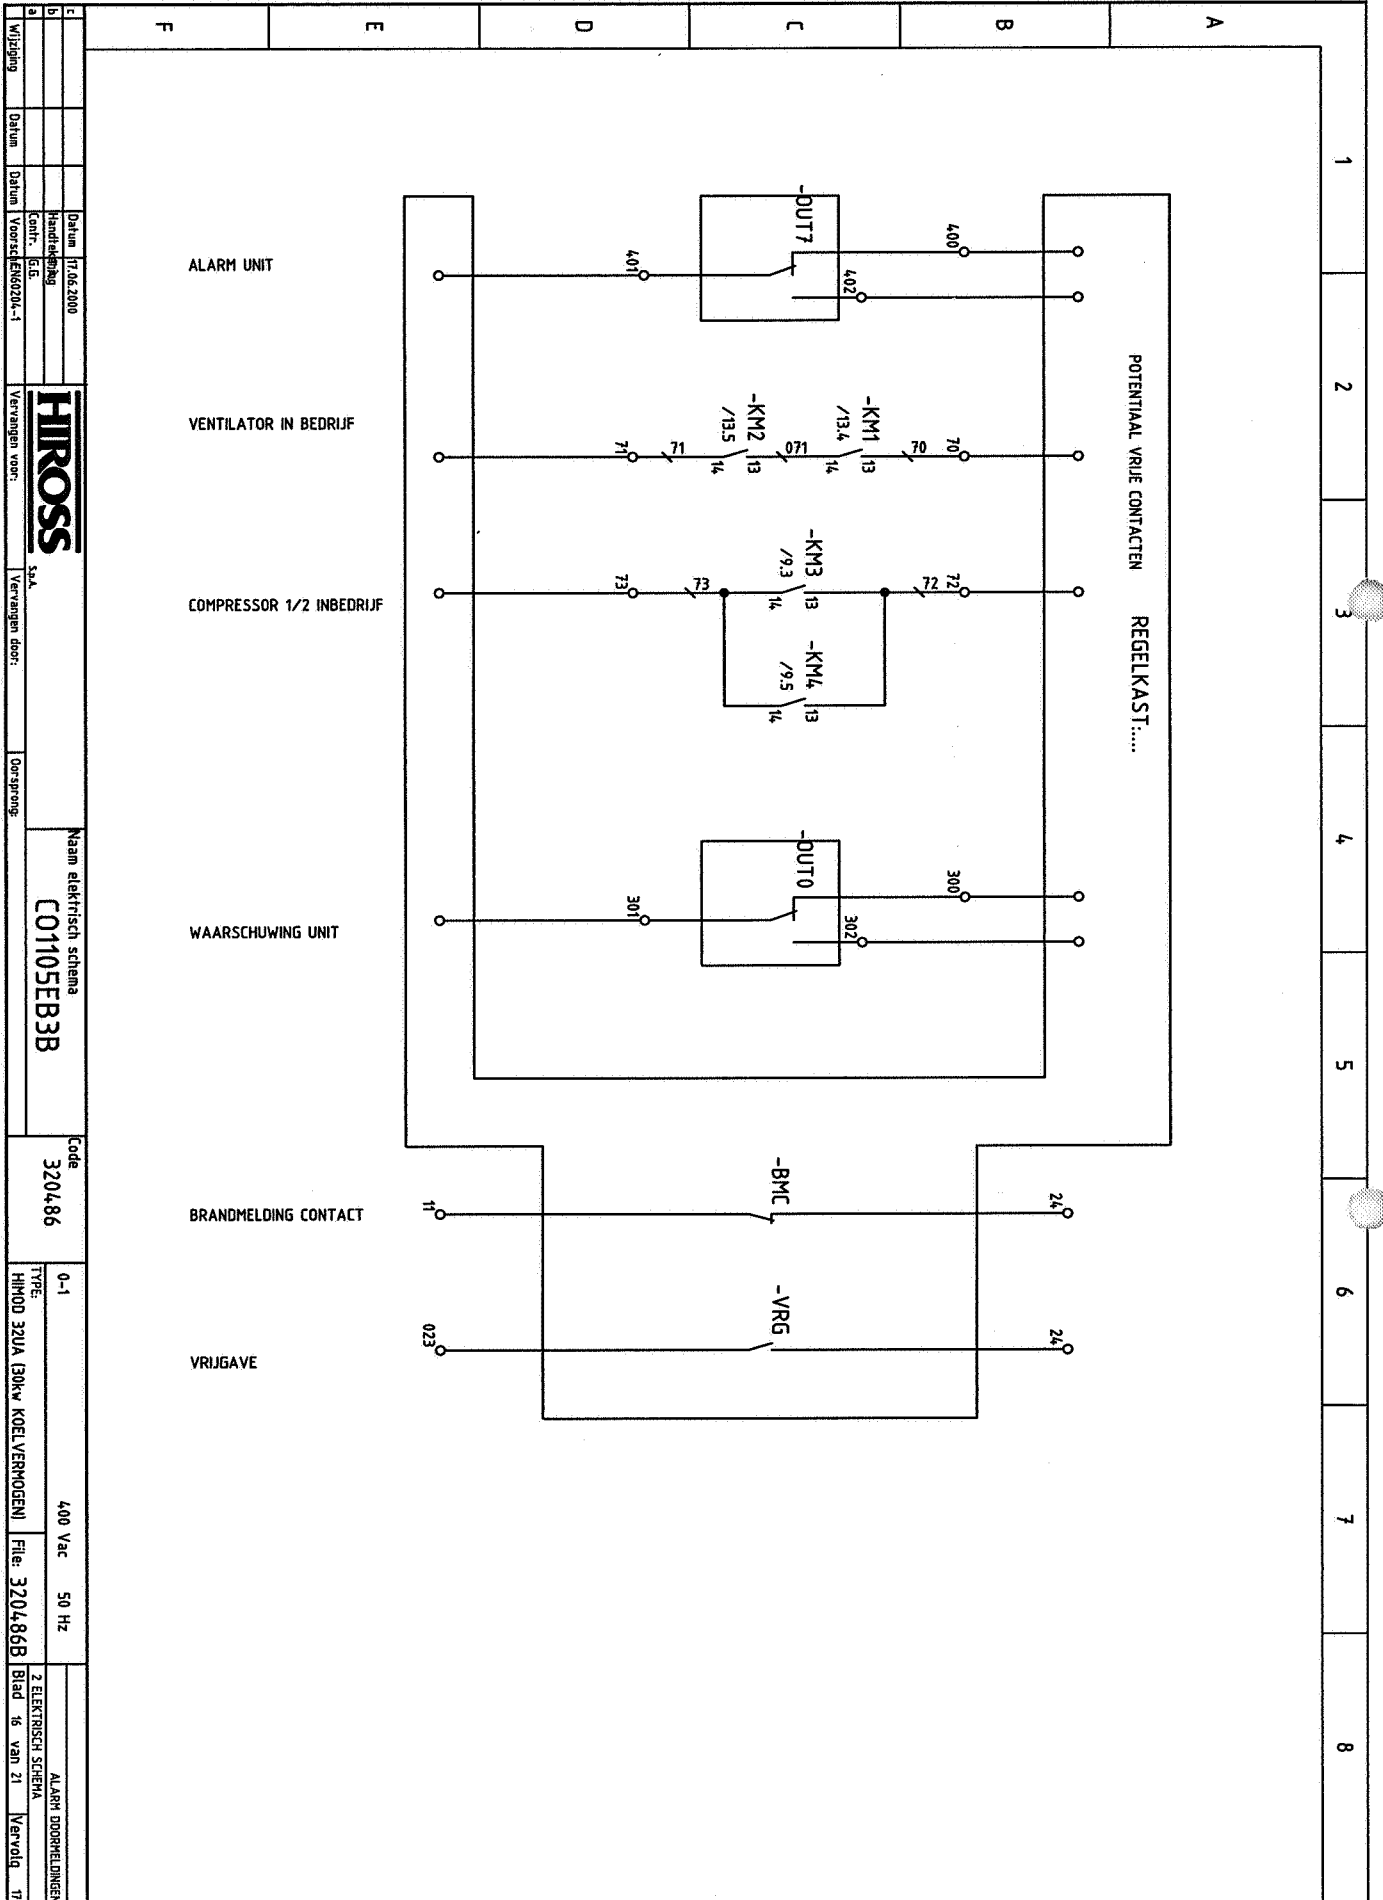 A
B
C
D
E
F
1
2
3
4
5
6
7
8
POTENTIAAL VRIJE CONTACTEN REGELKAST:.....
-OUT7
400
402
401
ALARM UNIT
-KM1
/13.4
13
14
-KM2
/13.5
13
14
70
70
071
71
71
VENTILATOR IN BEDRIJF
-KM3
/9.3
13
14
72
72
73
73
-KM4
/9.5
13
14
COMPRESSOR 1/2 INBEDRIJF
-OUT0
300
302
301
WAARSCHUWING UNIT
-BMC
24
11
BRANDMELDING CONTACT
-VRG
24
023
VRIJGAVE
c
b
a
Wijziging
Datum
Datum
Datum 17.06.2000
Contr. G.G.
EN60204-1
HIROSS
S.p.A.
Vervangen voor:
Vervangen door:
Oorsprong:
Naam elektrisch schema
CO1105EB3B
Code
320486
0-1
400 Vac 50 Hz
TYPE:
HIMOD 32UA (30kw KOELVERMOGEN)
File: 320486B
ALARM DOORMELDINGEN
2 ELEKTRISCH SCHEMA
Blad 16 van 21
Vervolg 17